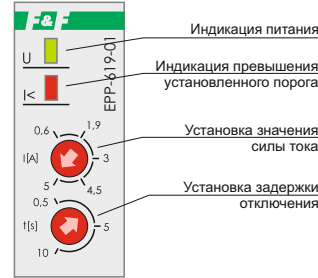 F&F
Индикация питания
U
EPP-619-01
Индикация превышения
установленного порога
I<
0,6
1,9
I[A]
3
5
4,5
Установка значения
силы тока
0,5
t[s]
5
10
Установка задержки
отключения